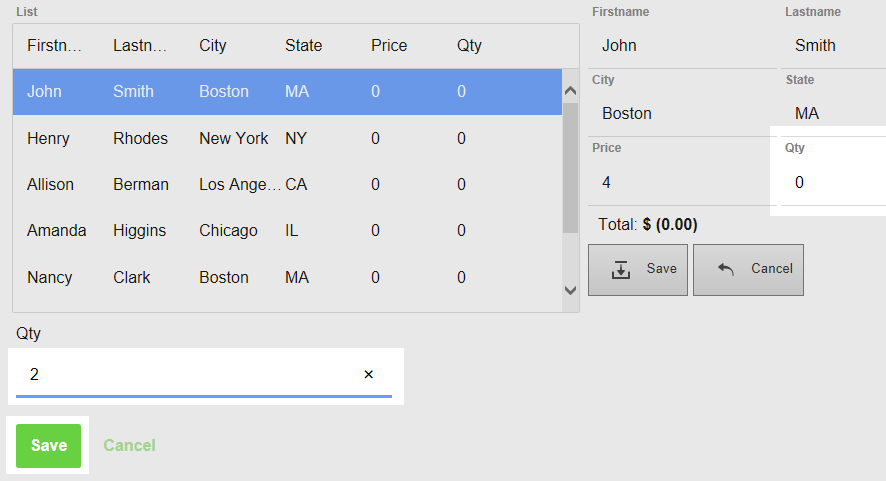 List
Firstn... Lastn... City State Price Qty
John Smith Boston MA 0 0
Henry Rhodes New York NY 0 0
Allison Berman Los Ange... CA 0 0
Amanda Higgins Chicago IL 0 0
Nancy Clark Boston MA 0 0
Firstname Lastname
John Smith
City State
Boston MA
Price Qty
4 0
Total: $ (0.00)
Save Cancel
Qty
2 ×
Save Cancel